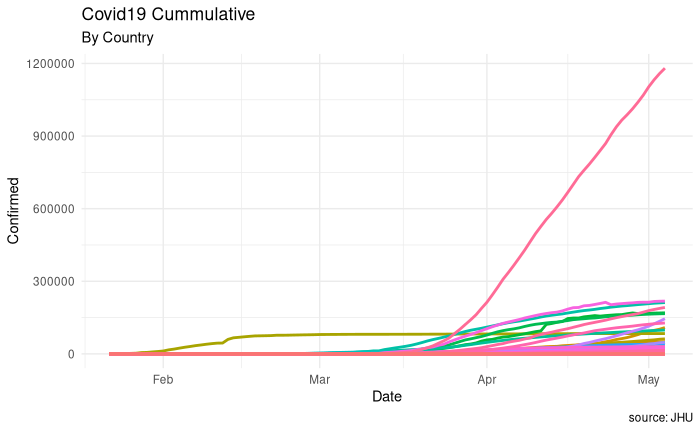 Covid19 Cummulative
By Country
1200000
900000
600000
300000
0
Confirmed
Feb Mar Apr May
Date
source: JHU